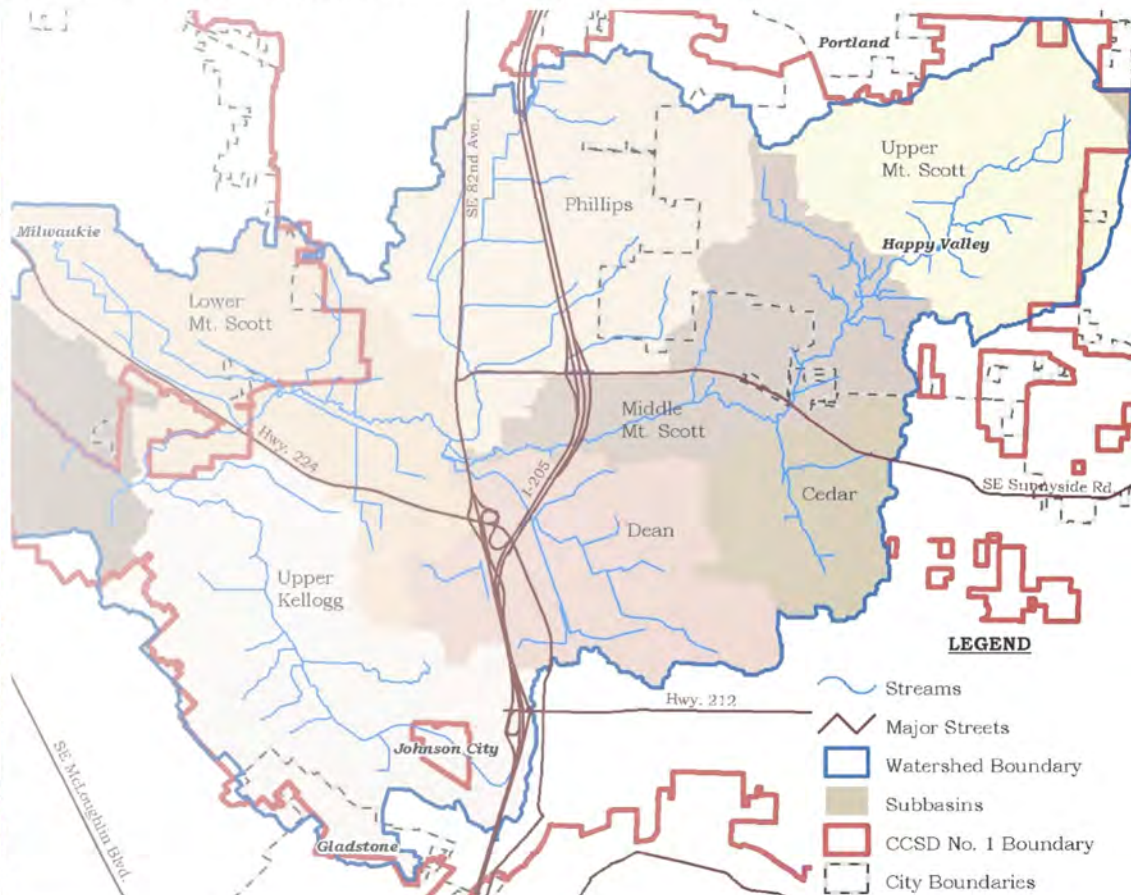 Portland
SE 82nd Ave.
Upper
Mt. Scott
Phillips
Milwaukie
Happy Valley
Lower
Mt. Scott
Middle
Mt. Scott
Hwy. 224
I-205
SE Sunnyside Rd
Cedar
Dean
Upper
Kellogg
LEGEND
Streams
Hwy. 212
Major Streets
SE McLoughlin Blvd.
Johnson City
Watershed Boundary
Subbasins
CCSD No. 1 Boundary
Gladstone
City Boundaries